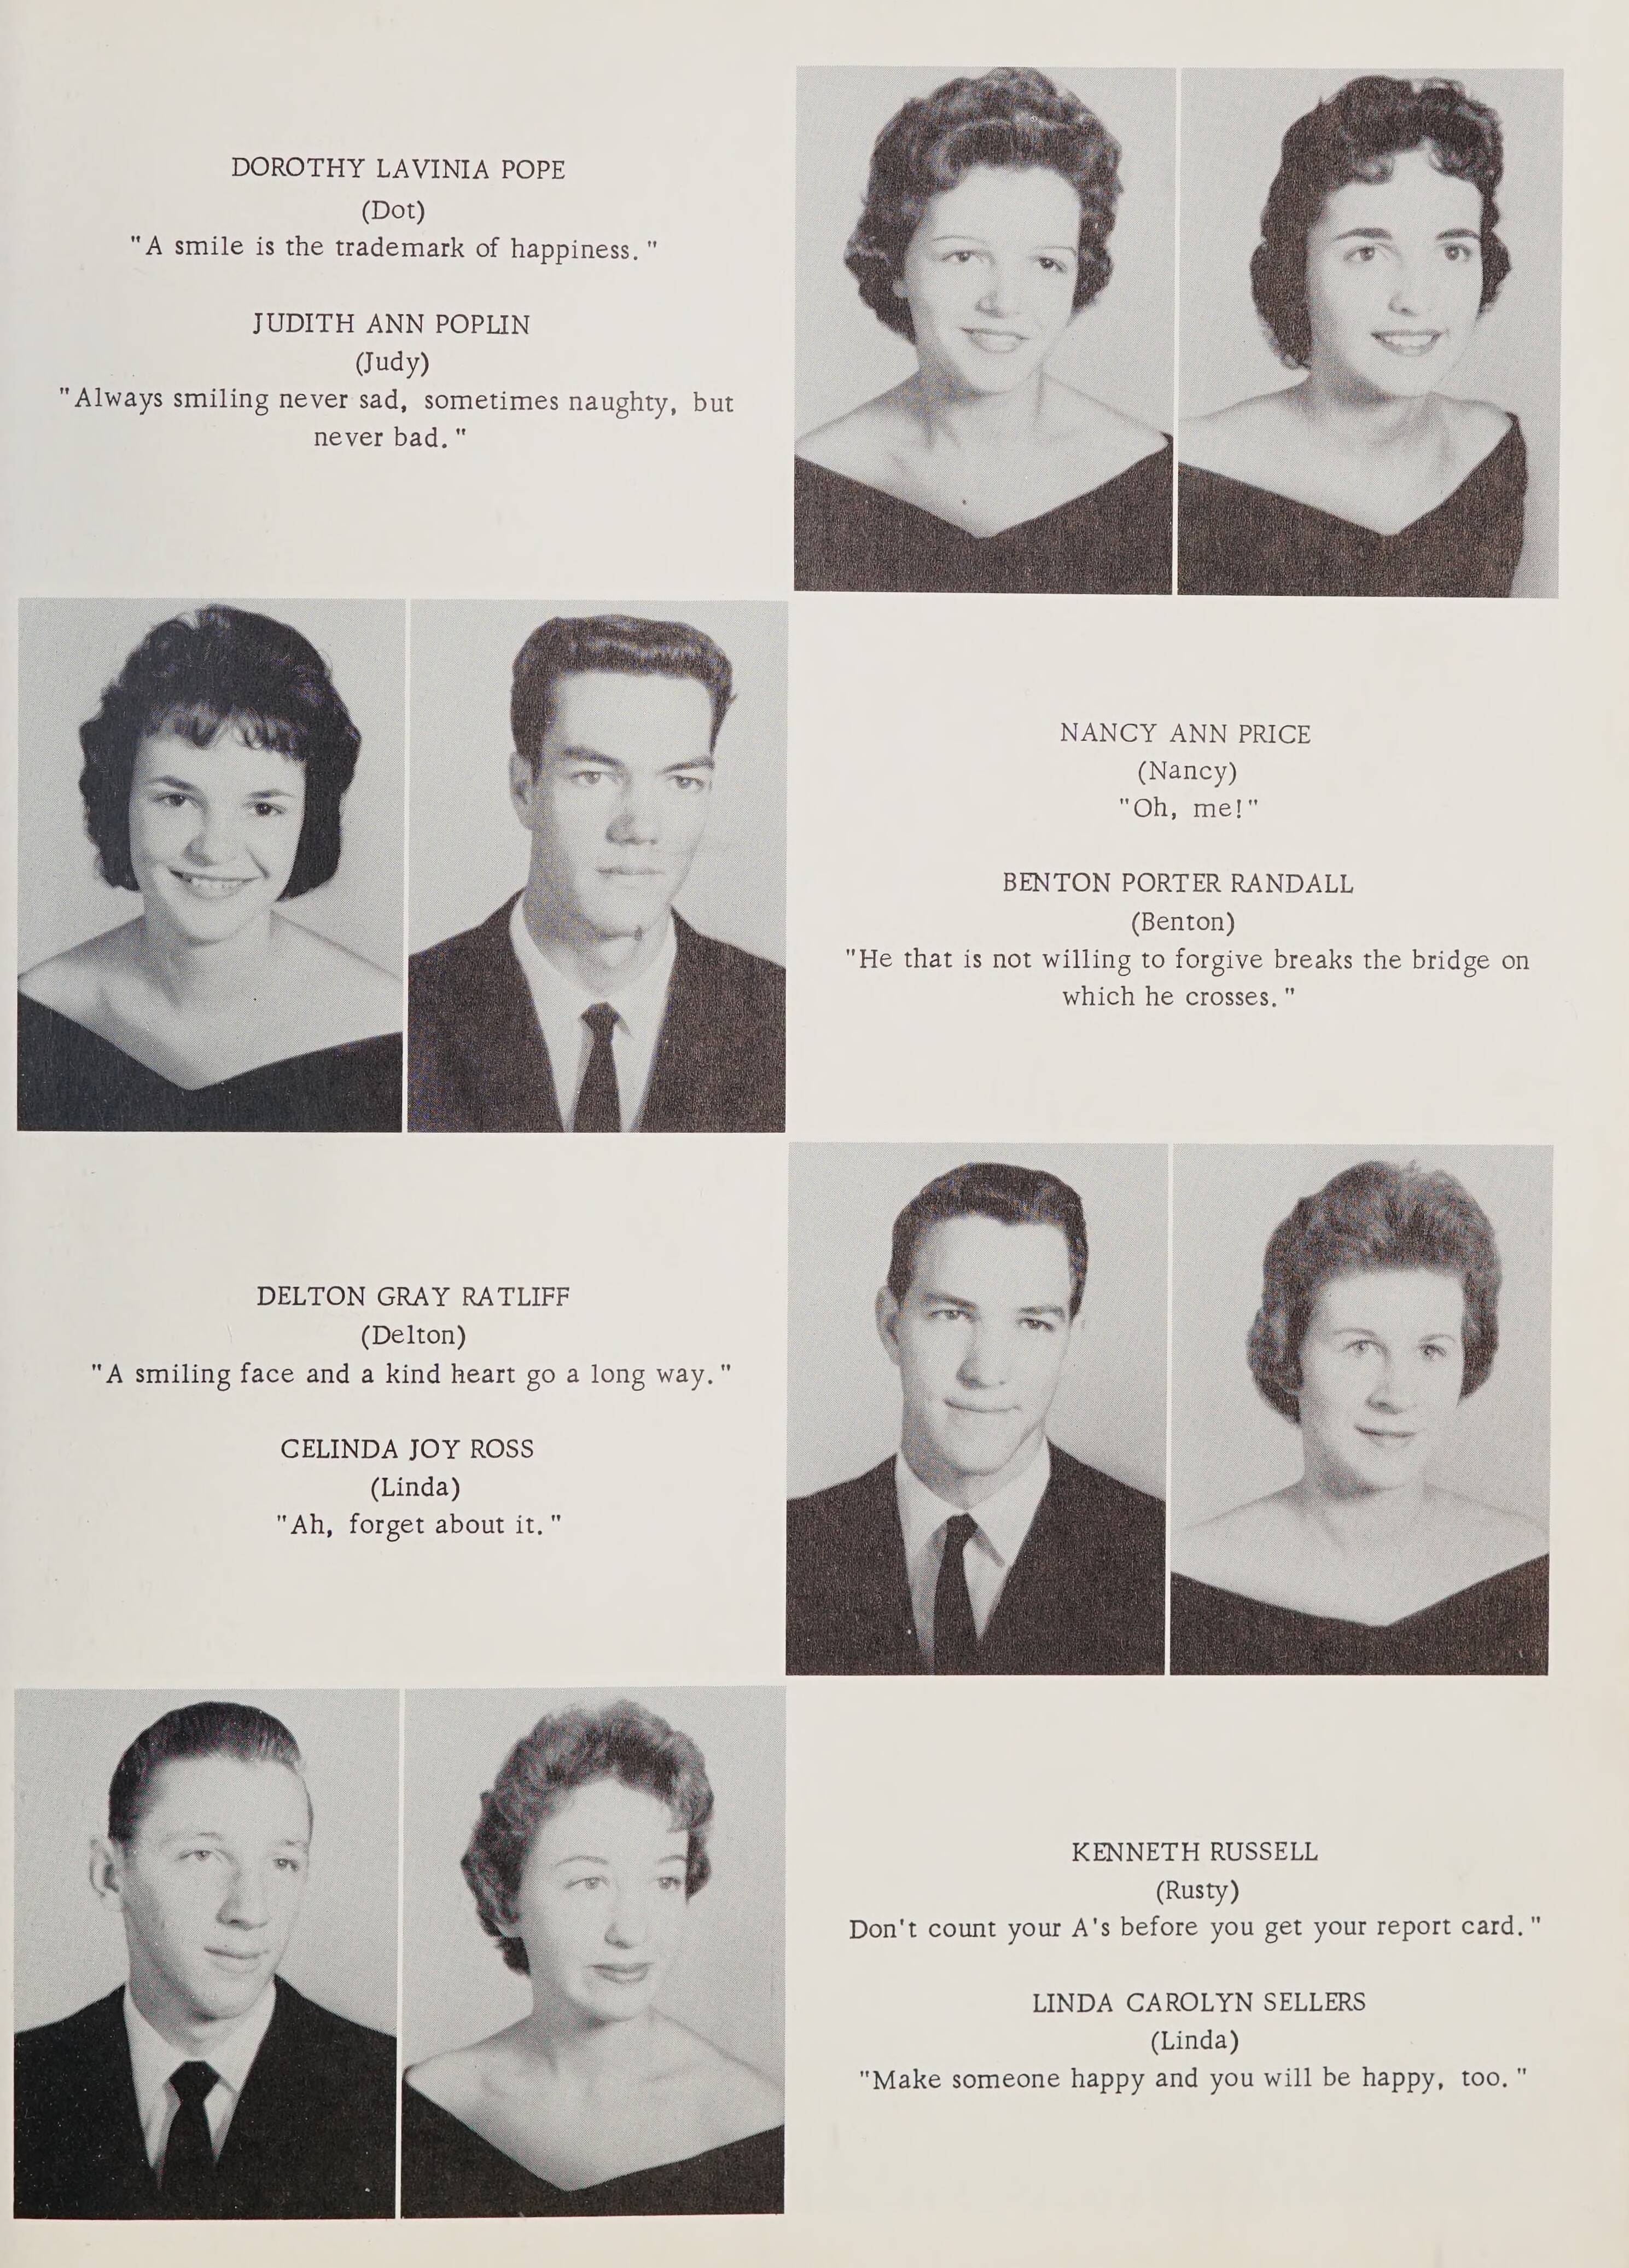 DOROTHY LAVINIA POPE
(Dot)
"A smile is the trademark of happiness."
JUDITH ANN POPLIN
(Judy)
"Always smiling never sad, sometimes naughty, but
never bad."
NANCY ANN PRICE
(Nancy)
"Oh, me!"
BENTON PORTER RANDALL
(Benton)
"He that is not willing to forgive breaks the bridge on
which he crosses."
DELTON GRAY RATLIFF
(Delton)
"A smiling face and a kind heart go a long way."
CELINDA JOY ROSS
(Linda)
"Ah, forget about it."
KENNETH RUSSELL
(Rusty)
Don't count your A's before you get your report card."
LINDA CAROLYN SELLERS
(Linda)
"Make someone happy and you will be happy, too."